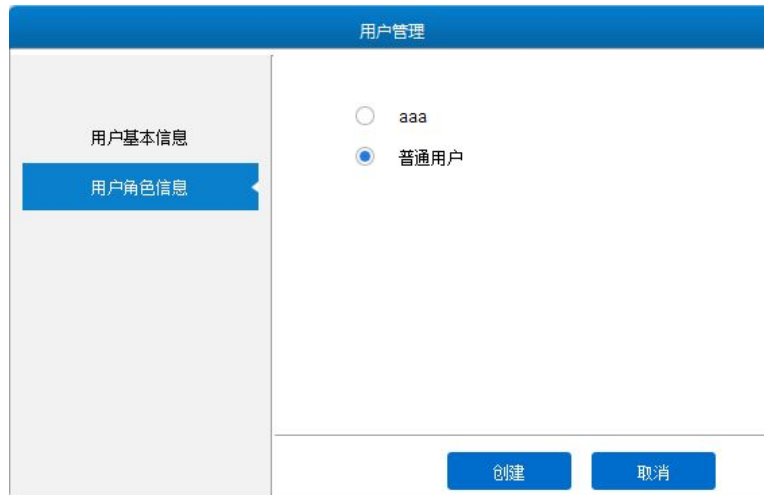 用户管理
用户基本信息
用户角色信息
aaa
普通用户
创建
取消